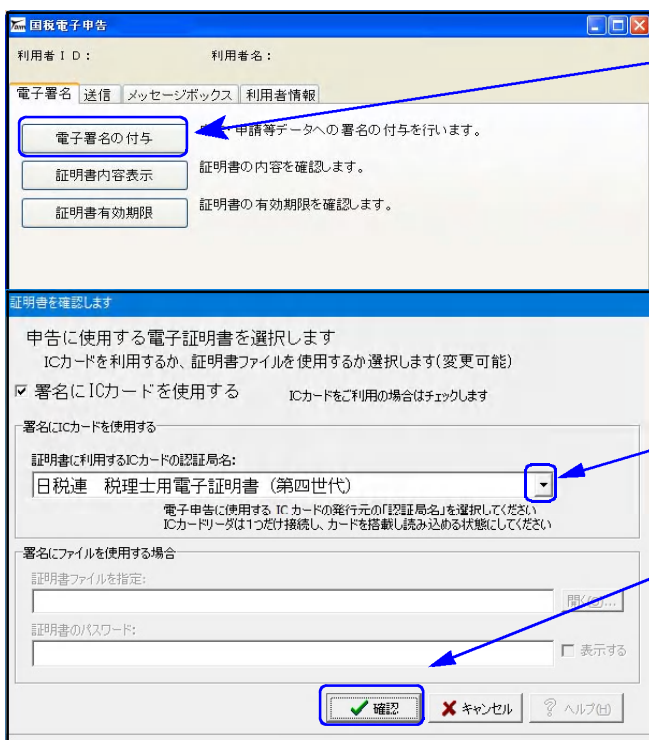 国税電子申告
利用者ID: 利用者名:
電子署名 送信 メッセージボックス 利用者情報
電子署名の付与 申請等データへの署名の付与を行います。
証明書内容表示 証明書の内容を確認します。
証明書有効期限 証明書の有効期限を確認します。
証明書を確認します
申告に使用する電子証明書を選択します
ICカードを利用するか、証明書ファイルを使用するか選択します(変更可能)
署名にICカードを使用する ICカードをご利用の場合はチェックします
署名にICカードを使用する
証明書に利用するICカードの認証局名:
日税連 税理士用電子証明書(第四世代)
電子申告に使用する IC カードの発行元の「認証局名」を選択してください
ICカードリーダは1つだけ接続し、カードを搭載し読み込める状態にしてください
署名にファイルを使用する場合
証明書ファイルを指定:
開く(O)...
証明書のパスワード:
表示する
確認 キャンセル ヘルプ(H)